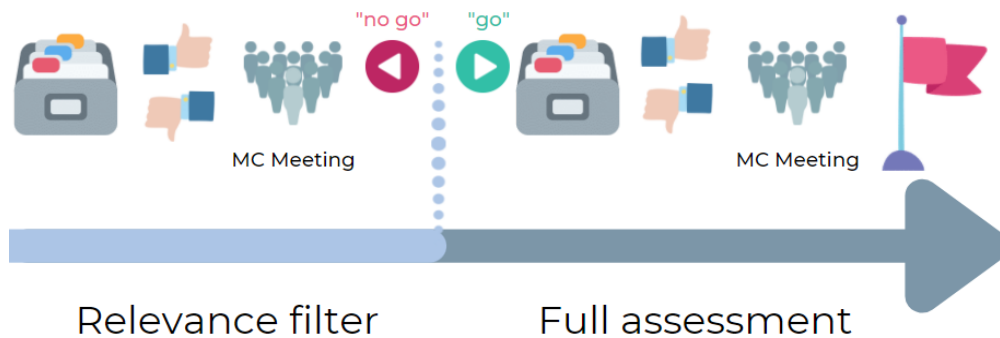 "no go" "go"
MC Meeting
MC Meeting
Relevance filter
Full assessment